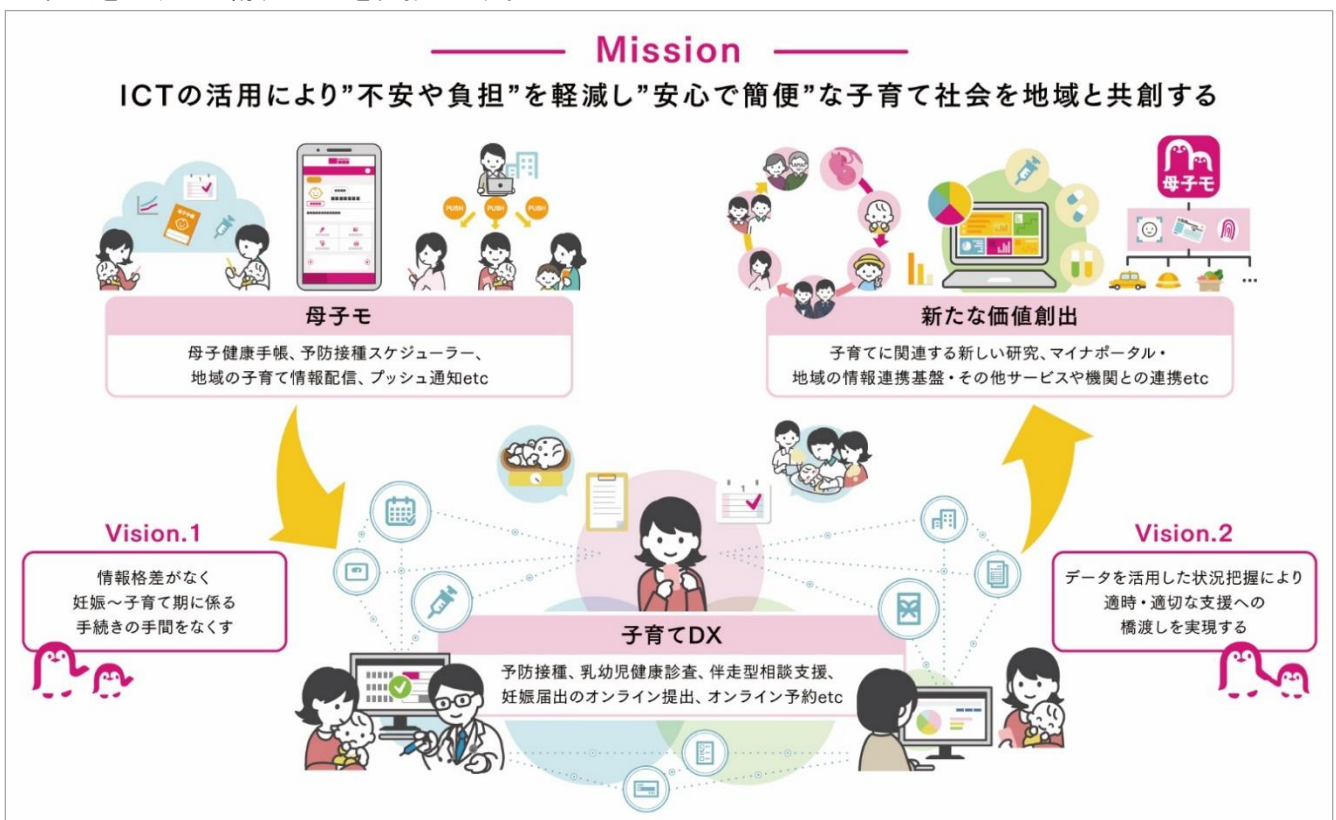 Mission
ICTの活用により”不安や負担”を軽減し”安心で簡便”な子育て社会を地域と共創する
母子手帳
PUSH
PUSH
PUSH
母子モ
母子健康手帳、予防接種スケジューラー、
地域の子育て情報配信、プッシュ通知etc
母子モ
...
新たな価値創出
子育てに関連する新しい研究、マイナポータル・
地域の情報連携基盤・その他サービスや機関との連携etc
Vision.1
情報格差がなく
妊娠～子育て期に係る
手続きの手間をなくす
1
子育てDX
予防接種、乳幼児健康診査、伴走型相談支援、
妊娠届出のオンライン提出、オンライン予約etc
Vision.2
データを活用した状況把握により
適時・適切な支援への
橋渡しを実現する